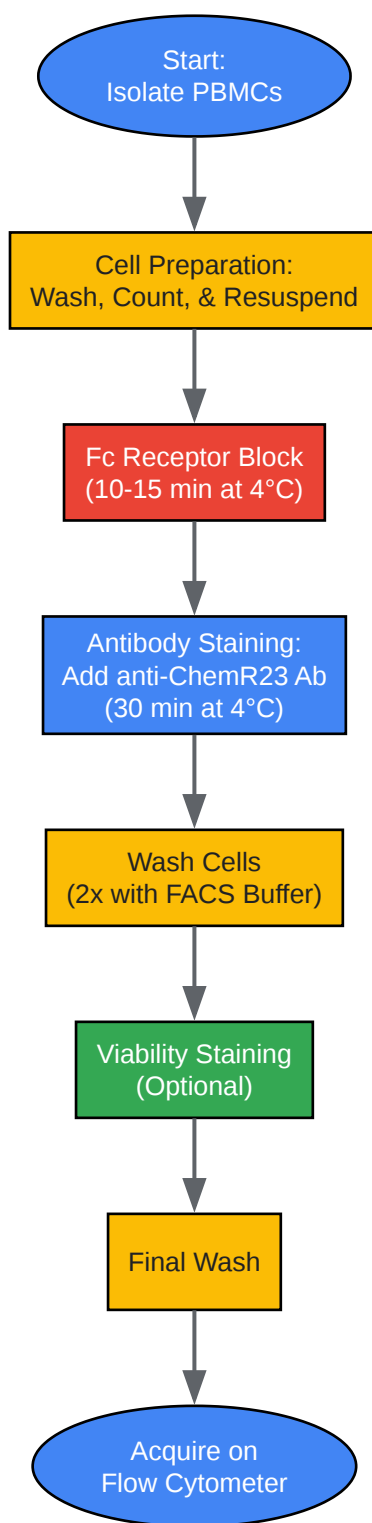 Start:
Isolate PBMCs
Cell Preparation:
Wash, Count, & Resuspend
Fc Receptor Block
(10-15 min at 4°C)
Antibody Staining:
Add anti-ChemR23 Ab
(30 min at 4°C)
Wash Cells
(2x with FACS Buffer)
Viability Staining
(Optional)
Final Wash
Acquire on
Flow Cytometer